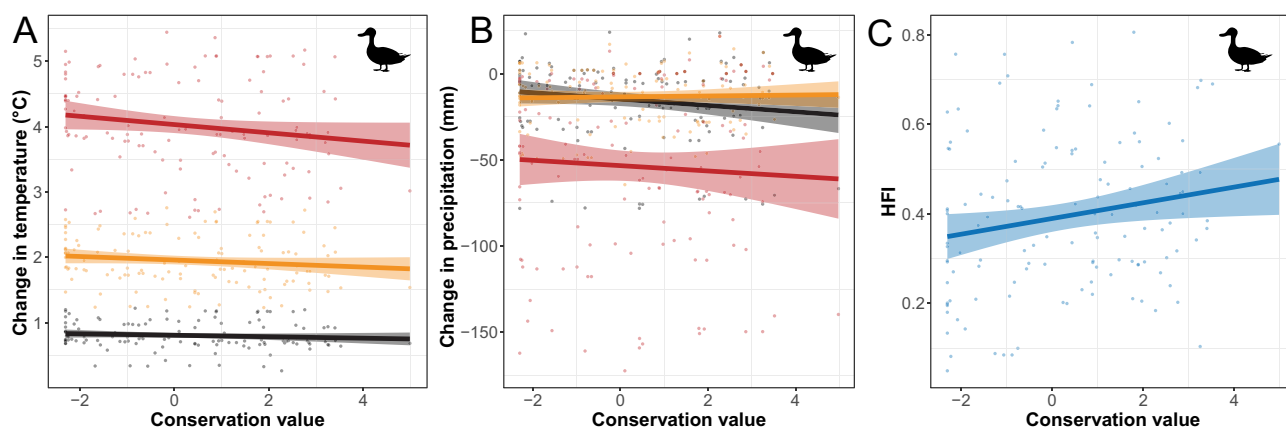 A
Change in temperature (°C)
5
4
3
2
1
−2
0
2
4
Conservation value
B
Change in precipitation (mm)
0
−50
−100
−150
−2
0
2
4
Conservation value
C
HFI
0.8
0.6
0.4
0.2
−2
0
2
4
Conservation value